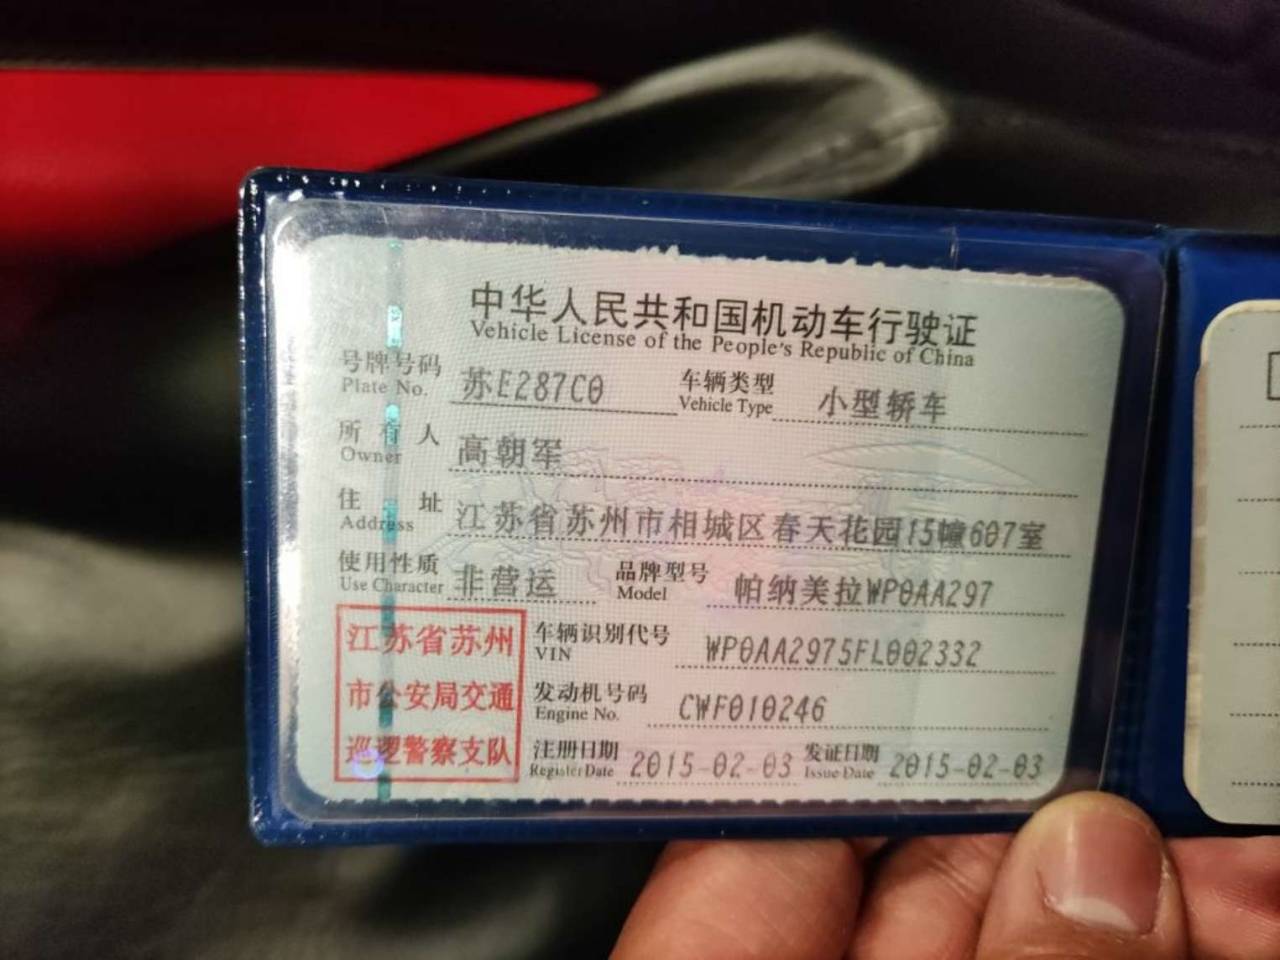 中华人民共和国机动车行驶证
Vehicle License of the People's Republic of China
号牌号码 苏E287C0 车辆类型 小型轿车
Plate No. Vehicle Type
所有人 高朝军
Owner
住址 江苏省苏州市相城区春天花园15幢607室
Address
使用性质 非营运 品牌型号 帕纳美拉WP0AA297
Use Character Model
江苏省苏州 车辆识别代号 WP0AA2975FL002332
VIN
市公安局交通 发动机号码 CWF010246
Engine No.
巡逻警察支队 注册日期 2015-02-03 发证日期 2015-02-03
Register Date Issue Date